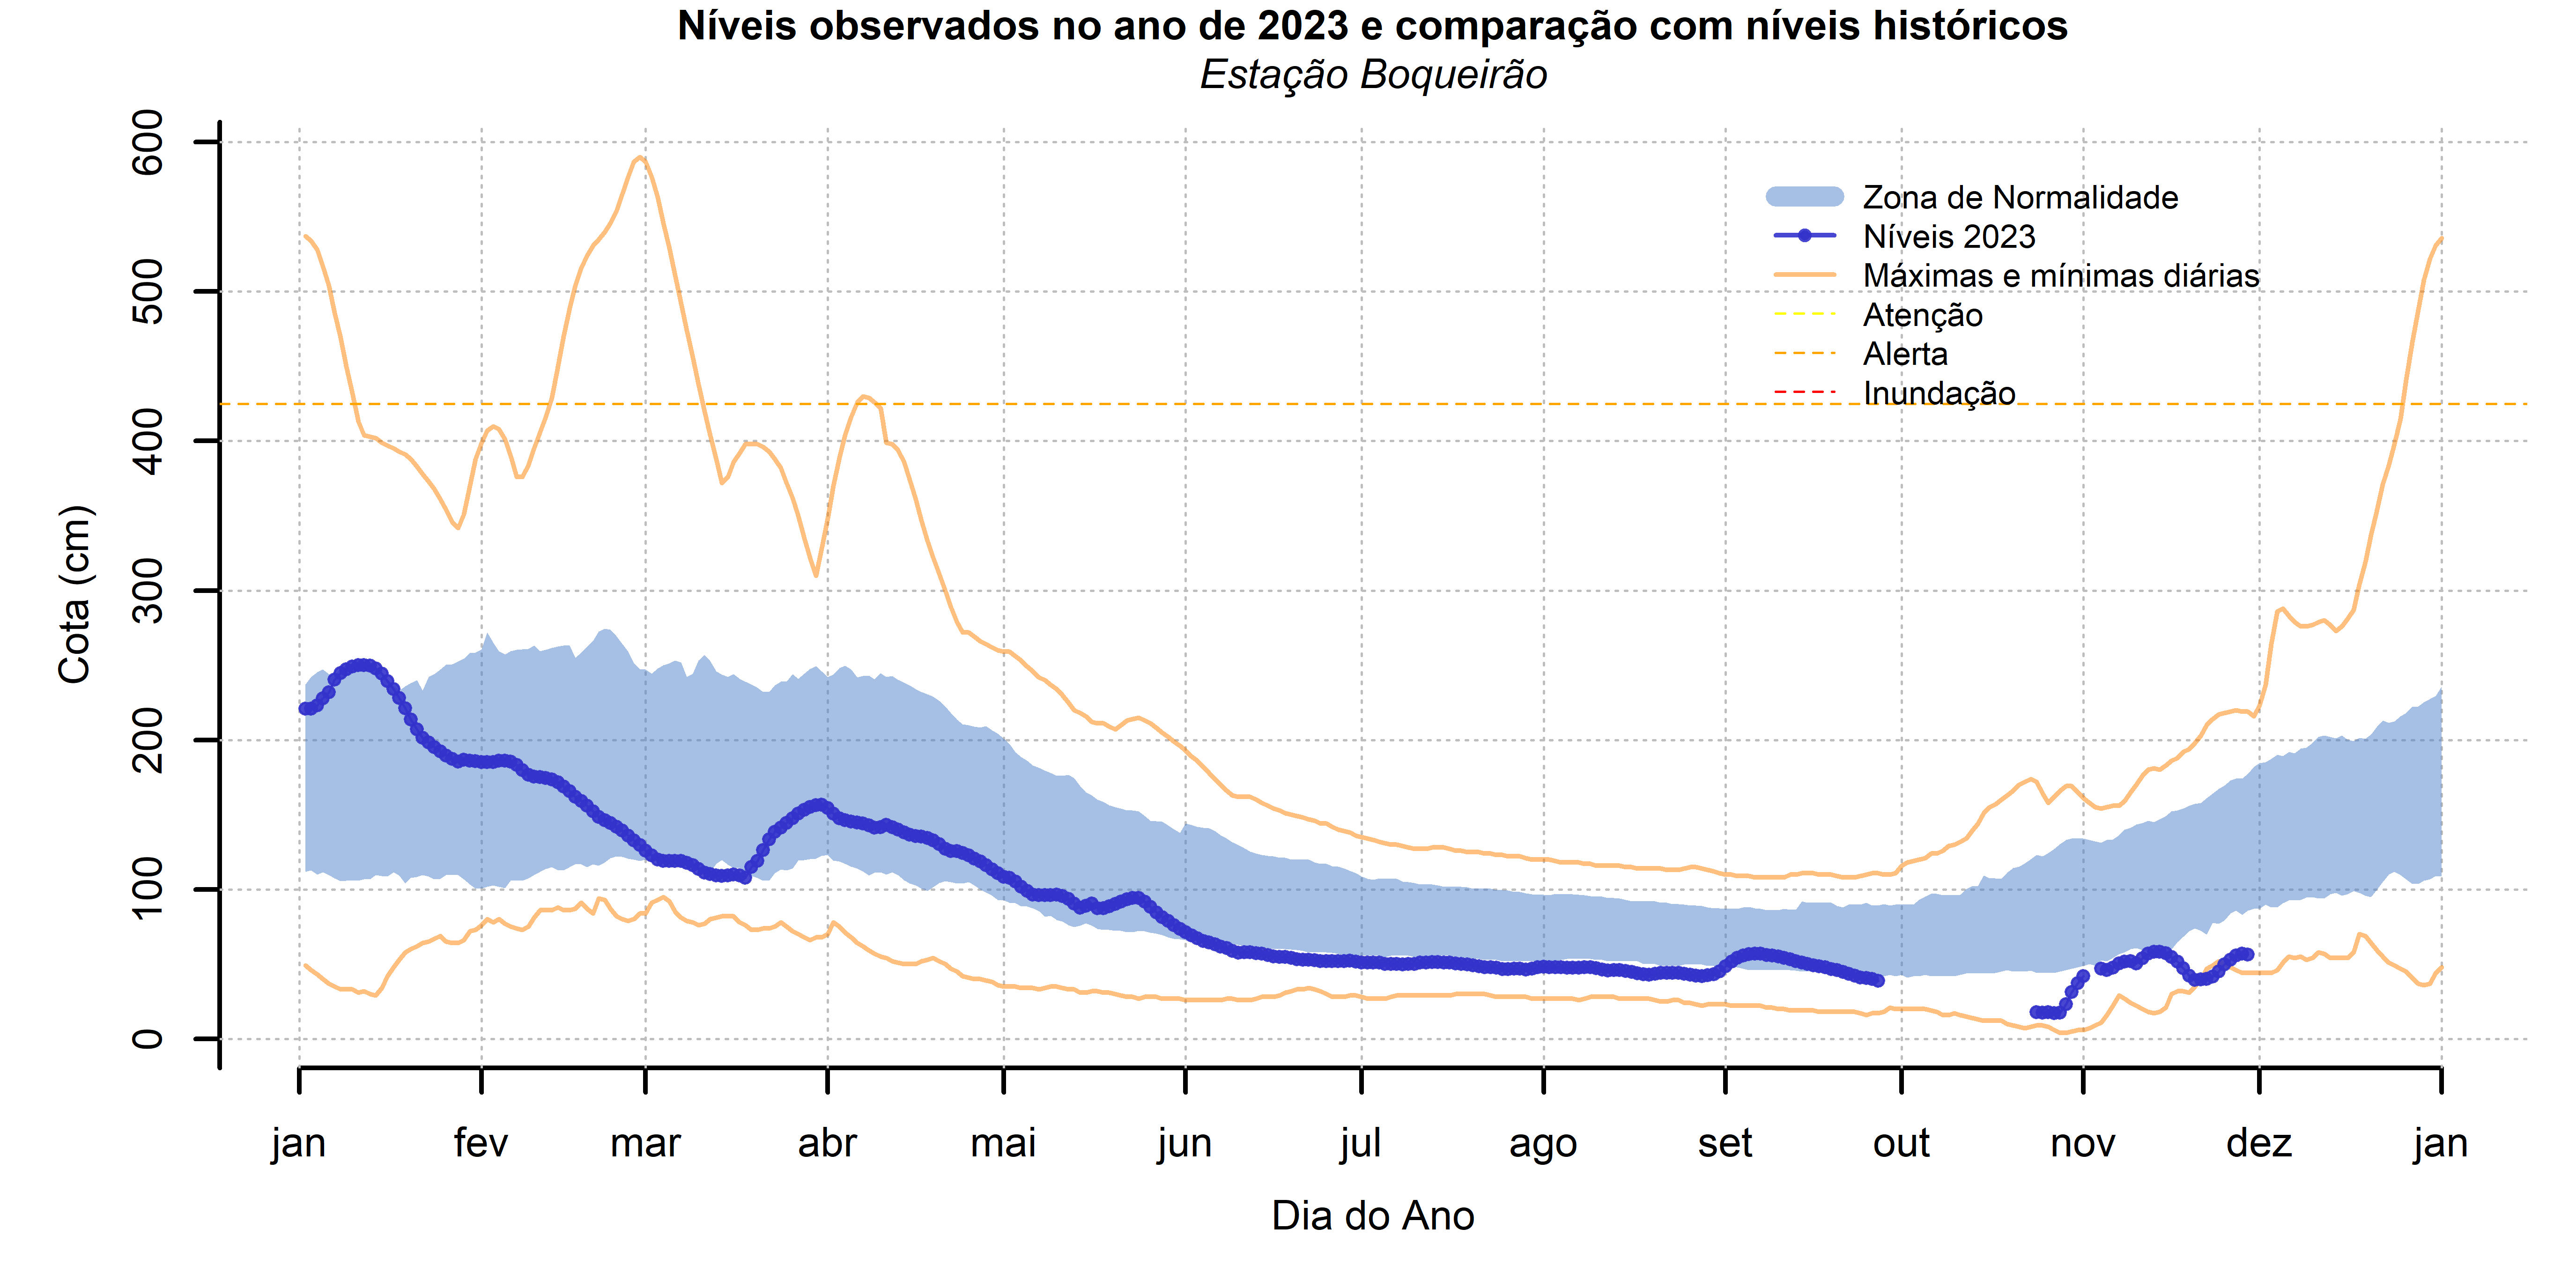 Níveis observados no ano de 2023 e comparação com níveis históricos
Estação Boqueirão
Cota (cm)
600
500
400
300
200
100
0
Zona de Normalidade
Níveis 2023
Máximas e mínimas diárias
Atenção
Alerta
Inundação
jan fev mar abr mai jun jul ago set out nov dez jan
Dia do Ano